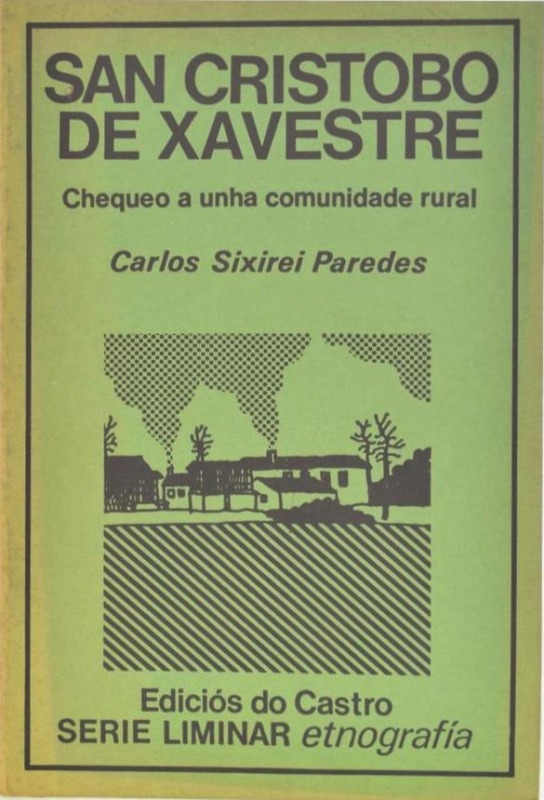 SAN CRISTOBO
DE XAVESTRE
Chequeo a unha comunidade rural
Carlos Sixirei Paredes
Ediciós do Castro
SERIE LIMINAR etnografía